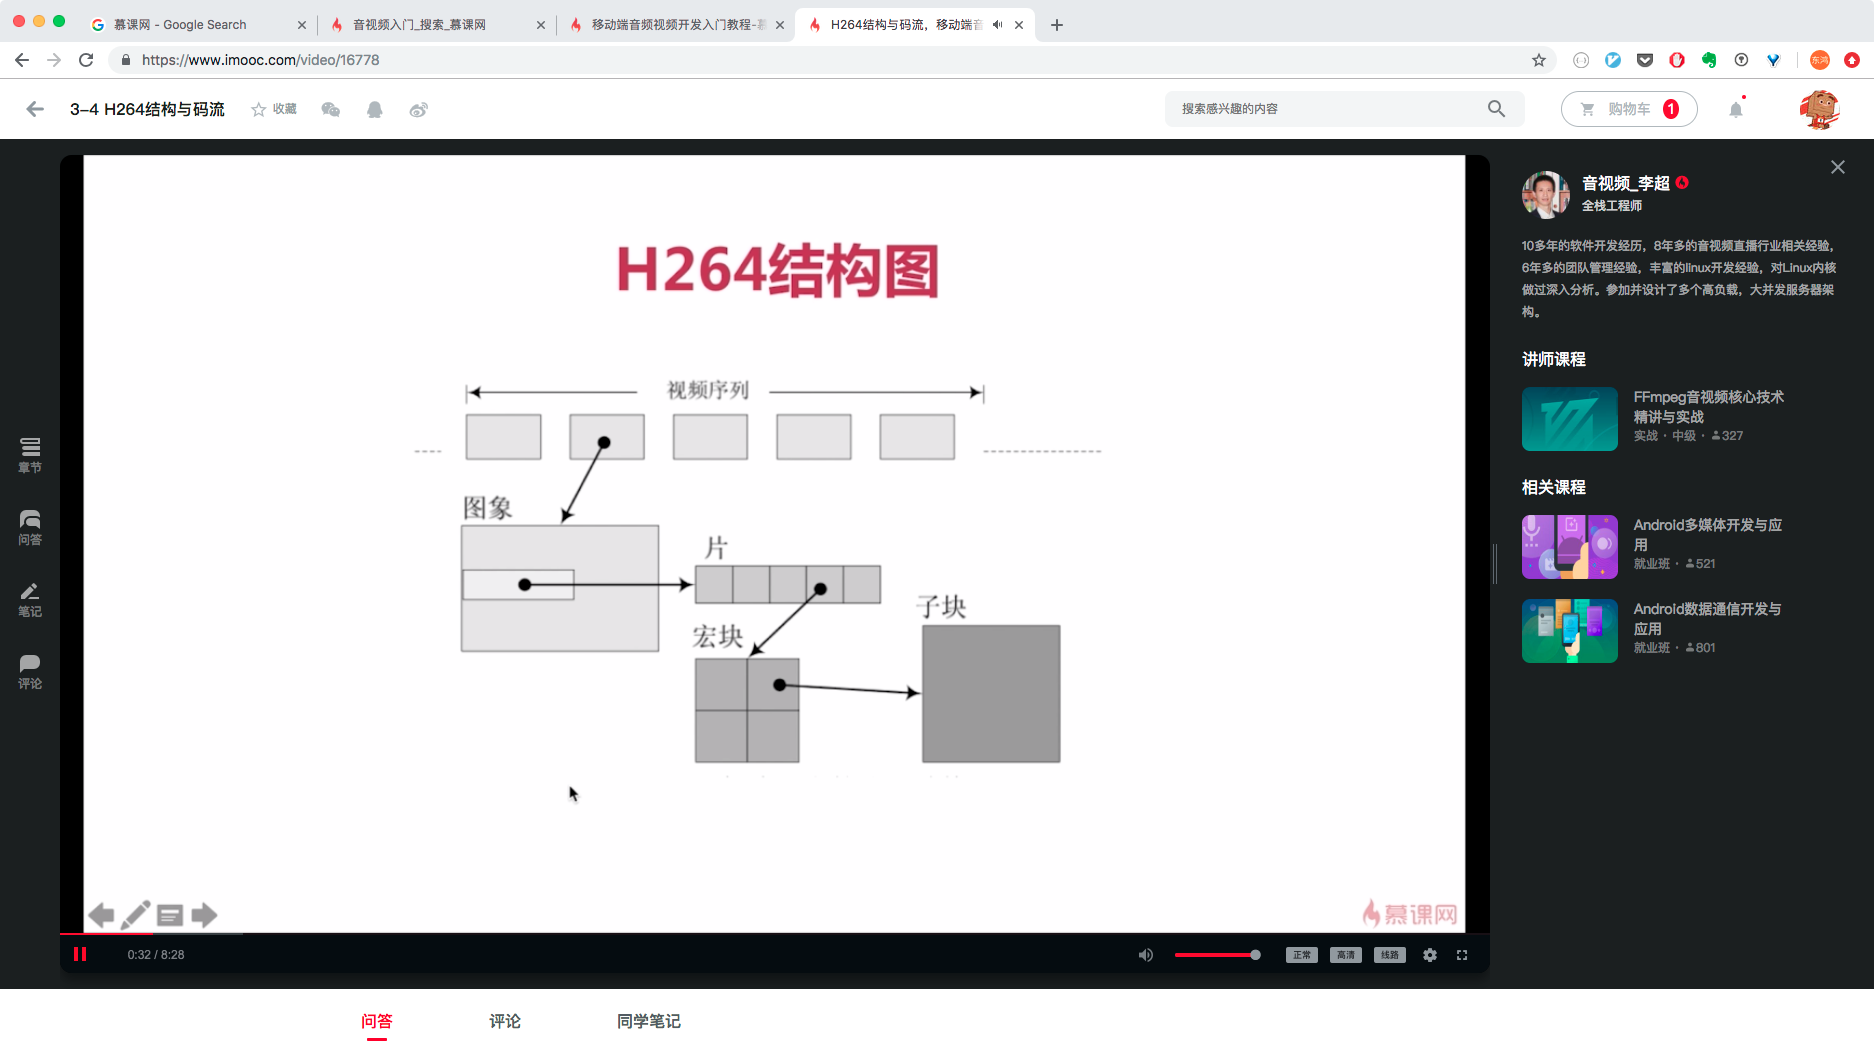 慕课网 - Google Search
音视频入门_搜索_慕课网
移动端音频视频开发入门教程-慕
H264结构与码流，移动端音
https://www.imooc.com/video/16778
东鸿
3-4 H264结构与码流
收藏
搜索感兴趣的内容
购物车
1
章节
问答
笔记
评论
H264结构图
视频序列
图象
片
宏块
子块
慕课网
0:32 / 8:28
正常
高清
线路
音视频_李超
全栈工程师
10多年的软件开发经历，8年多的音视频直播行业相关经验，
6年多的团队管理经验，丰富的linux开发经验，对Linux内核
做过深入分析。参加并设计了多个高负载，大并发服务器架
构。
讲师课程
FFmpeg音视频核心技术
精讲与实战
实战 · 中级 · 327
相关课程
Android多媒体开发与应
用
就业班 · 521
Android数据通信开发与
应用
就业班 · 801
问答
评论
同学笔记